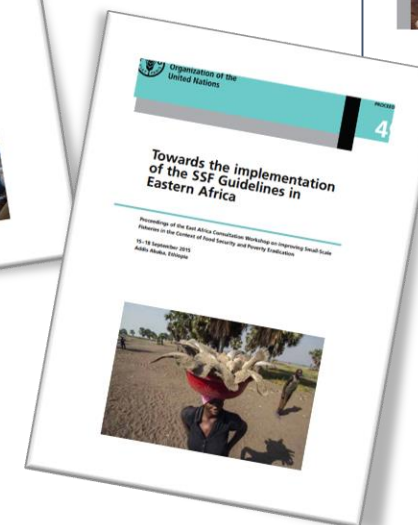 Organization of the
United Nations
PROCEED
4
Towards the implementation
of the SSF Guidelines in
Eastern Africa
Proceedings of the East Africa Consultation Workshop on Improving Small-Scale
Fisheries in the Context of Food Security and Poverty Eradication
15–18 September 2015
Addis Ababa, Ethiopia